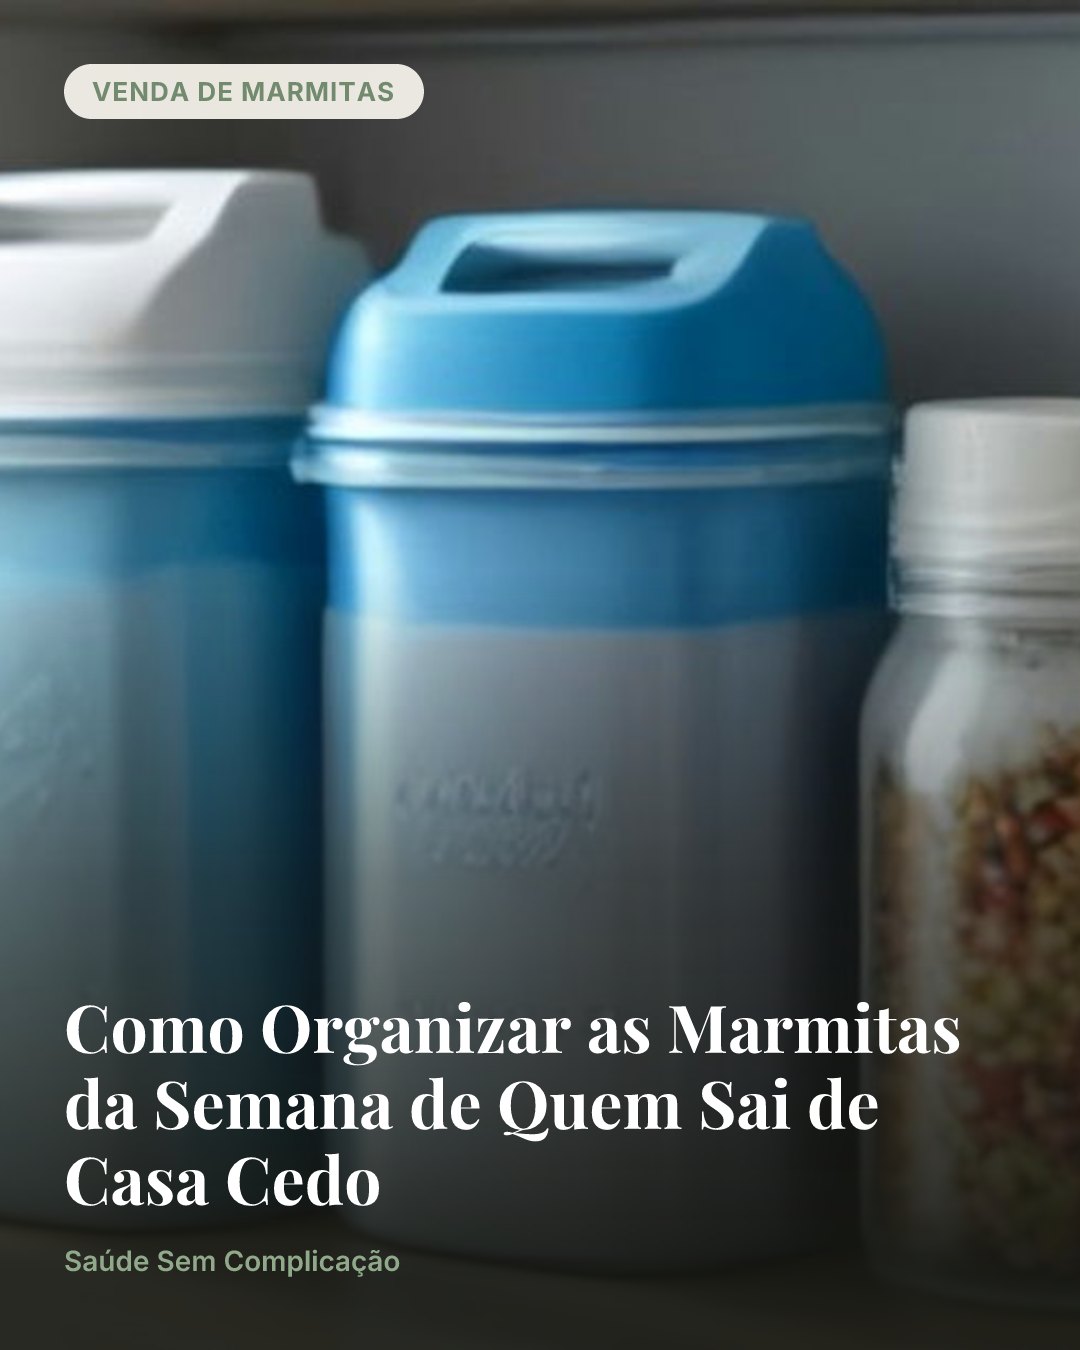 VENDA DE MARMITAS
Como Organizar as Marmitas
da Semana de Quem Sai de
Casa Cedo
Saúde Sem Complicação